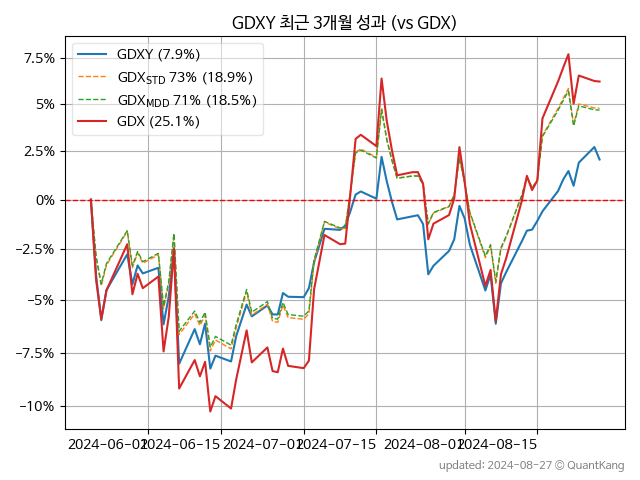 GDXY 최근 3개월 성과 (vs GDX)
GDXY (7.9%)
GDX_STD 73% (18.9%)
GDX_MDD 71% (18.5%)
GDX (25.1%)
7.5%
5%
2.5%
0%
−2.5%
−5%
−7.5%
−10%
2024-06-01 2024-06-15 2024-07-01 2024-07-15 2024-08-01 2024-08-15
updated: 2024-08-27 © QuantKang